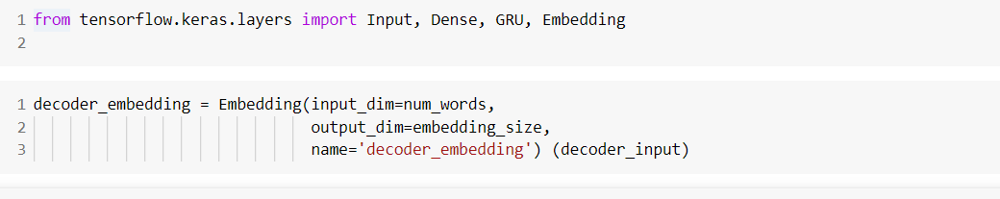 1 from tensorflow.keras.layers import Input, Dense, GRU, Embedding
2
1 decoder_embedding = Embedding(input_dim=num_words,
2 output_dim=embedding_size,
3 name='decoder_embedding') (decoder_input)